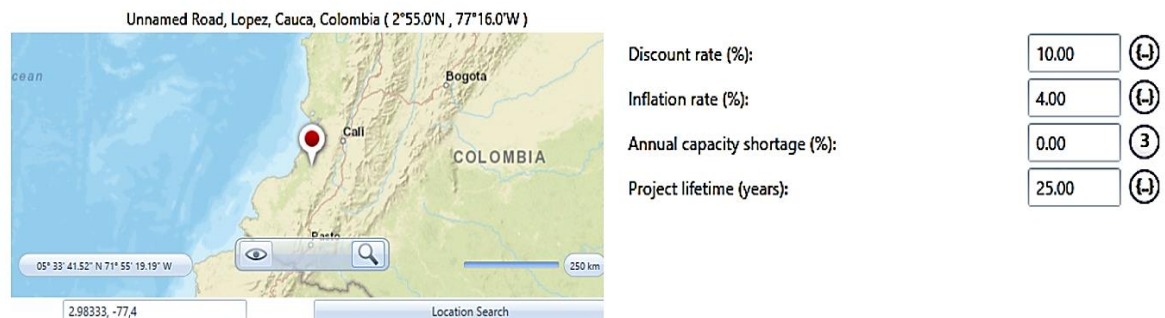 Unnamed Road, Lopez, Cauca, Colombia ( 2°55.0'N , 77°16.0'W )
cean
Bogota
Cali
COLOMBIA
Pasto
05° 33' 41.52" N 71° 55' 19.19" W
250 km
2.98333, -77,4
Location Search
Discount rate (%):
10.00
{..}
Inflation rate (%):
4.00
{..}
Annual capacity shortage (%):
0.00
3
Project lifetime (years):
25.00
{..}